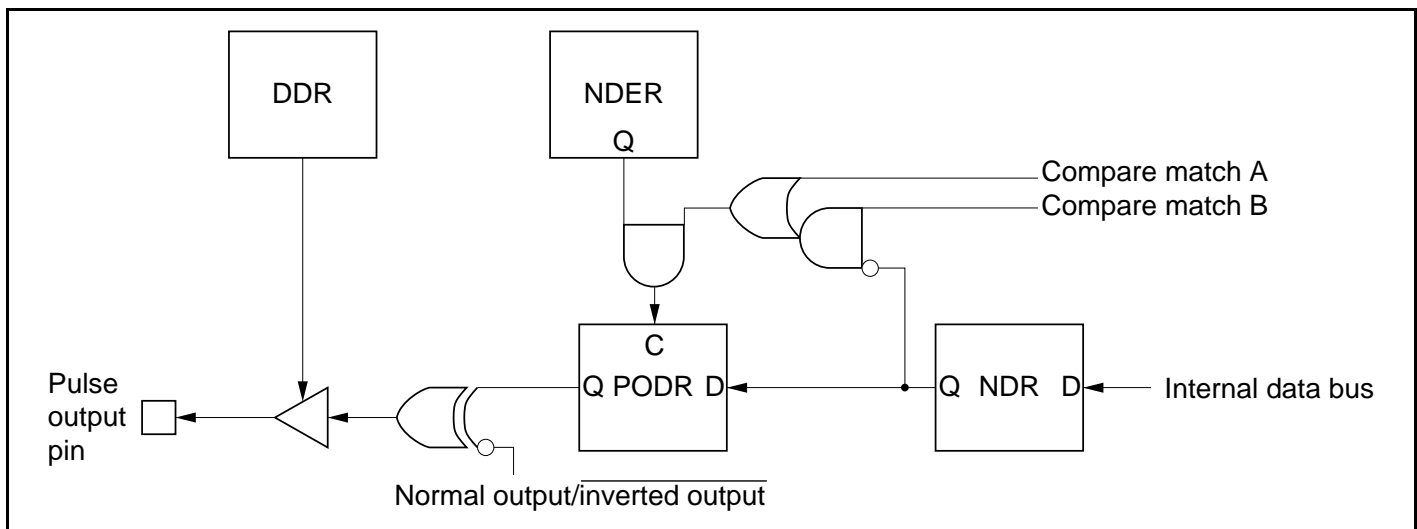 DDR
NDER
Q
Compare match A
Compare match B
C
Q PODR D
Q NDR D
Internal data bus
Pulse
output
pin
Normal output/inverted output